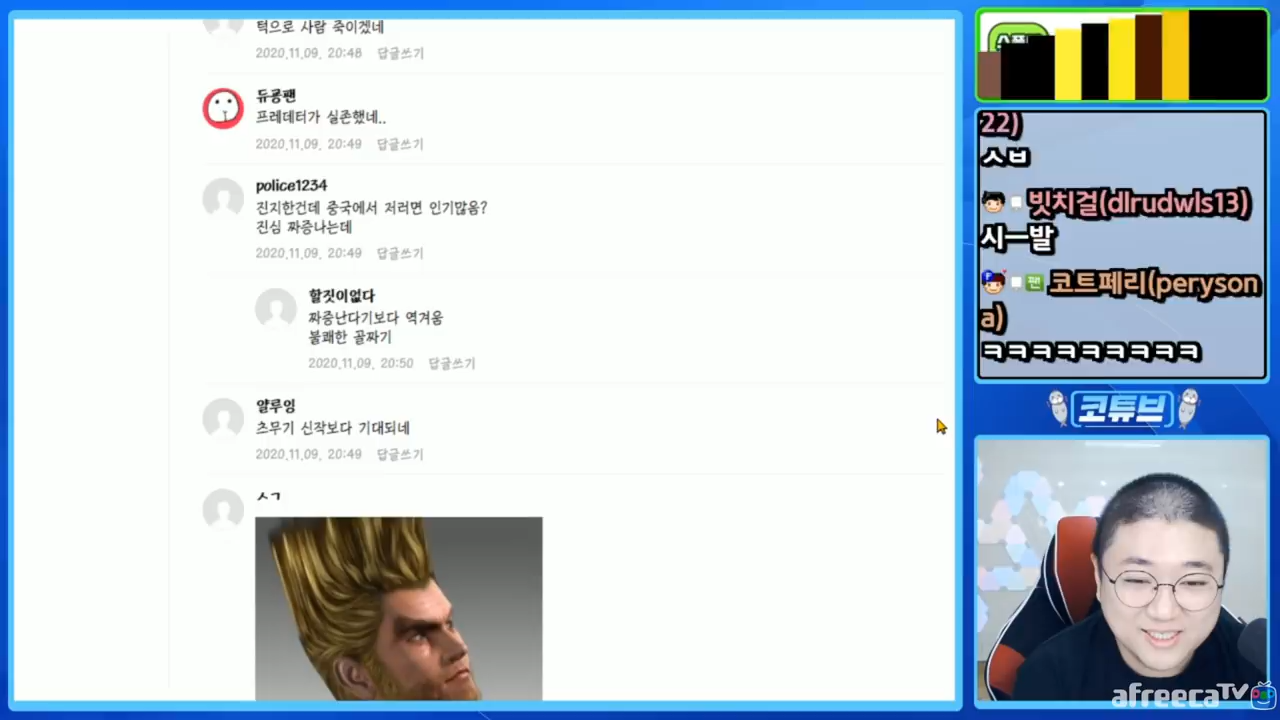 턱으로 사람 죽이겠네
2020.11.09. 20:48 답글쓰기
듀공팬
프레데터가 실존했네..
2020.11.09. 20:49 답글쓰기
police1234
진지한건데 중국에서 저러면 인기많음?
진심 짜증나는데
2020.11.09. 20:49 답글쓰기
할짓이없다
짜증난다기보다 역겨움
불쾌한 골짜기
2020.11.09. 20:50 답글쓰기
얄루잉
츠무기 신작보다 기대되네
2020.11.09. 20:49 답글쓰기
ㅅㄱ
22)
ㅅㅂ
빗치걸(dlrudwls13)
시ㅡ발
팬 코트페리(peryson
a)
ㅋㅋㅋㅋㅋㅋㅋㅋㅋ
코튜브
afreecaTV